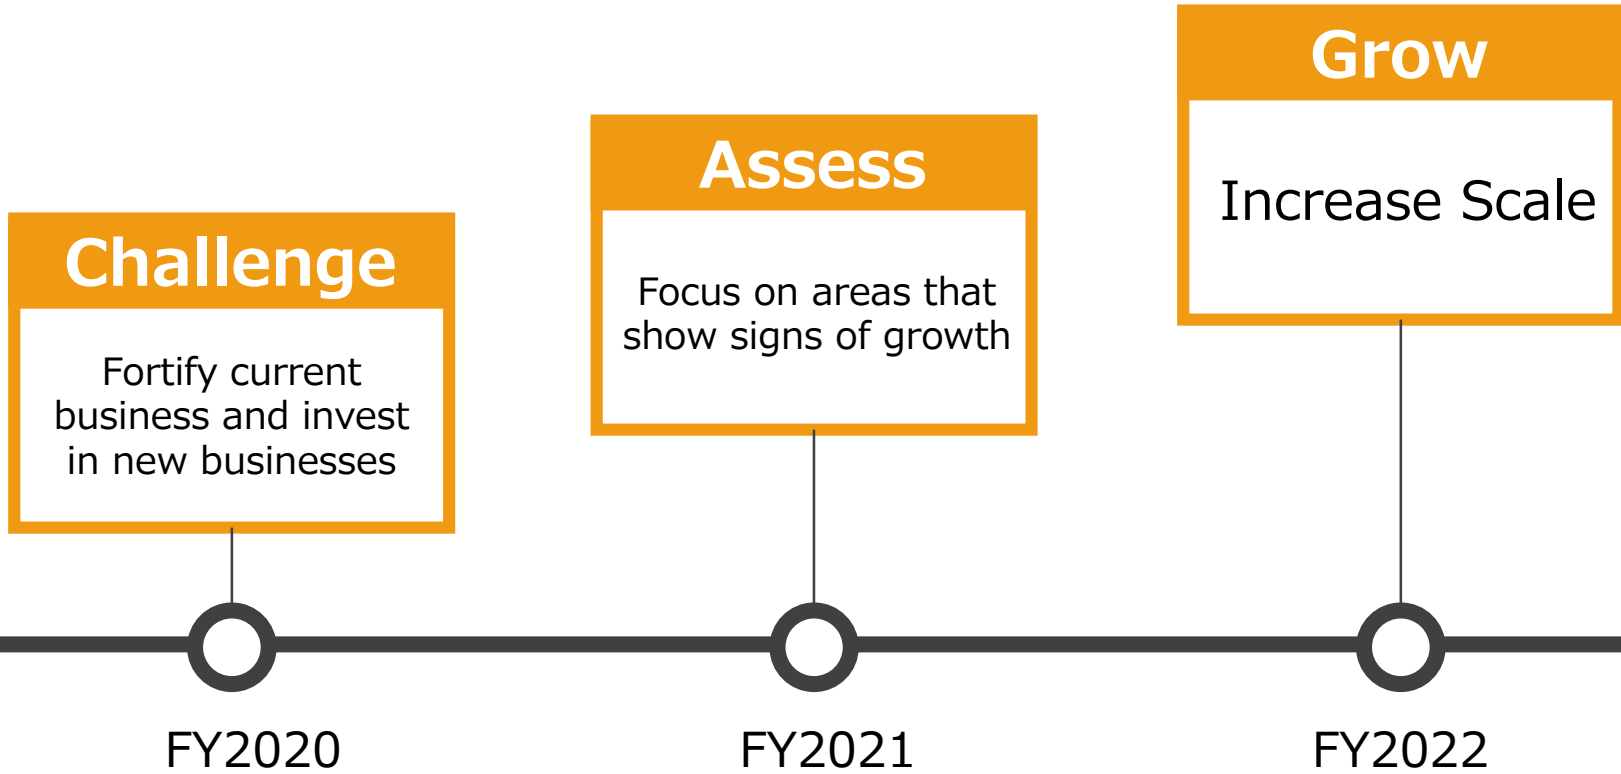 Challenge
Fortify current
business and invest
in new businesses
FY2020
Assess
Focus on areas that
show signs of growth
FY2021
Grow
Increase Scale
FY2022